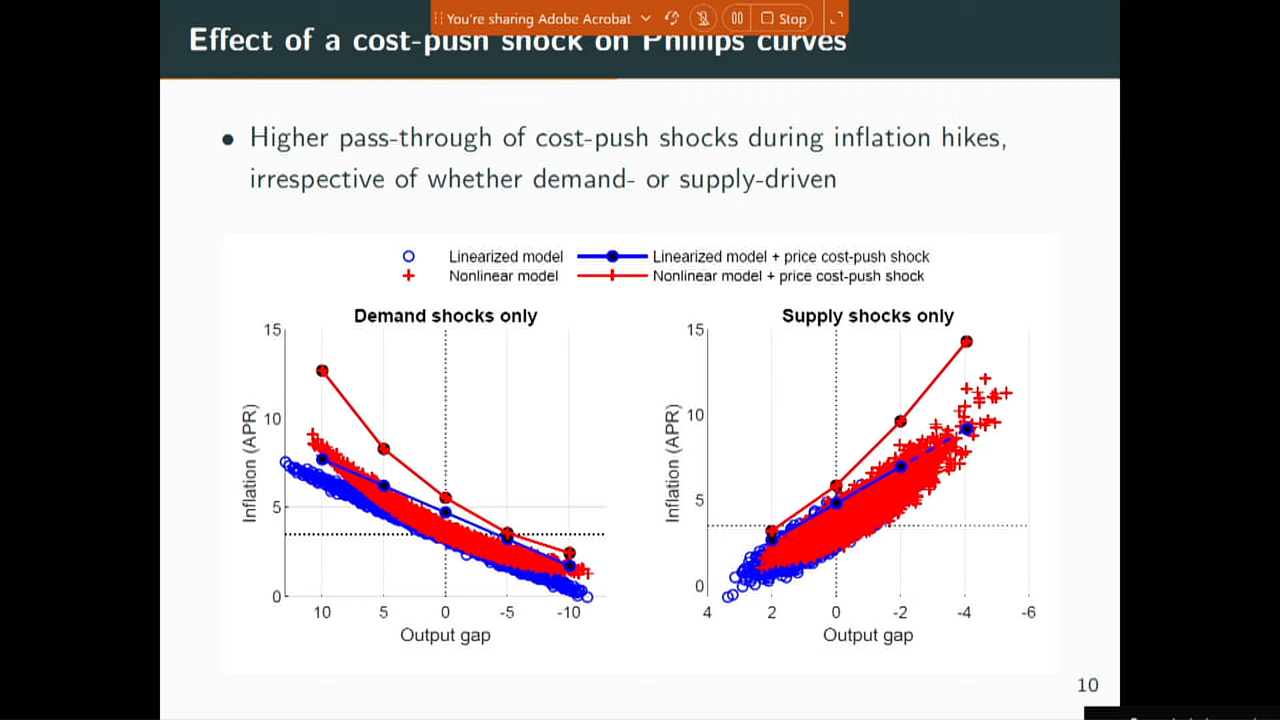 You're sharing Adobe Acrobat
Stop
Effect of a cost-push shock on Phillips curves
• Higher pass-through of cost-push shocks during inflation hikes,
irrespective of whether demand- or supply-driven
Linearized model
Linearized model + price cost-push shock
Nonlinear model
Nonlinear model + price cost-push shock
Demand shocks only
15
10
5
0
Inflation (APR)
10 5 0 -5 -10
Output gap
Supply shocks only
15
10
5
0
Inflation (APR)
4 2 0 -2 -4 -6
Output gap
10